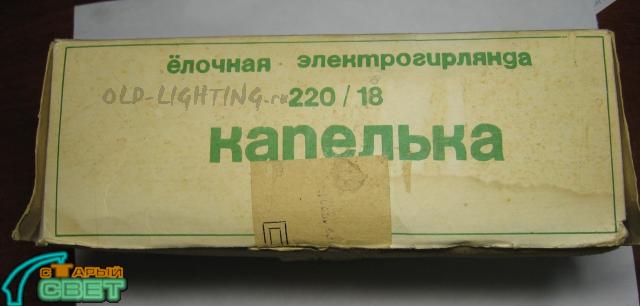 ёлочная электрогирлянда
OLD-LIGHTING.ru
220/18
капелька
СТАРЫЙ
СВЕТ